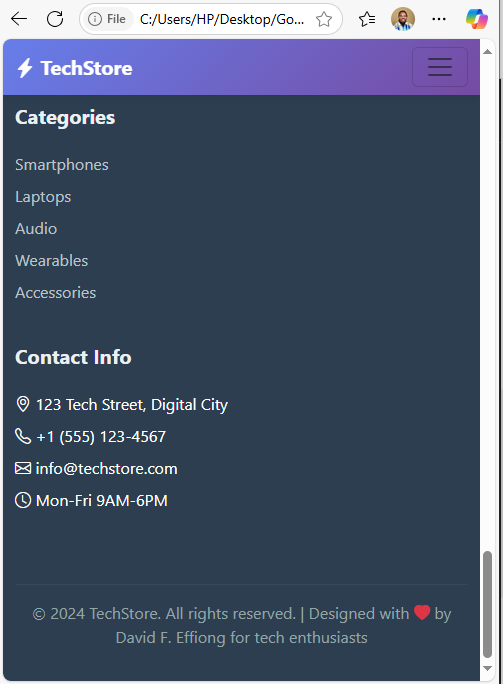 File C:/Users/HP/Desktop/Go...
TechStore
Categories
Smartphones
Laptops
Audio
Wearables
Accessories
Contact Info
123 Tech Street, Digital City
+1 (555) 123-4567
info@techstore.com
Mon-Fri 9AM-6PM
© 2024 TechStore. All rights reserved. | Designed with ❤️ by
David F. Effiong for tech enthusiasts